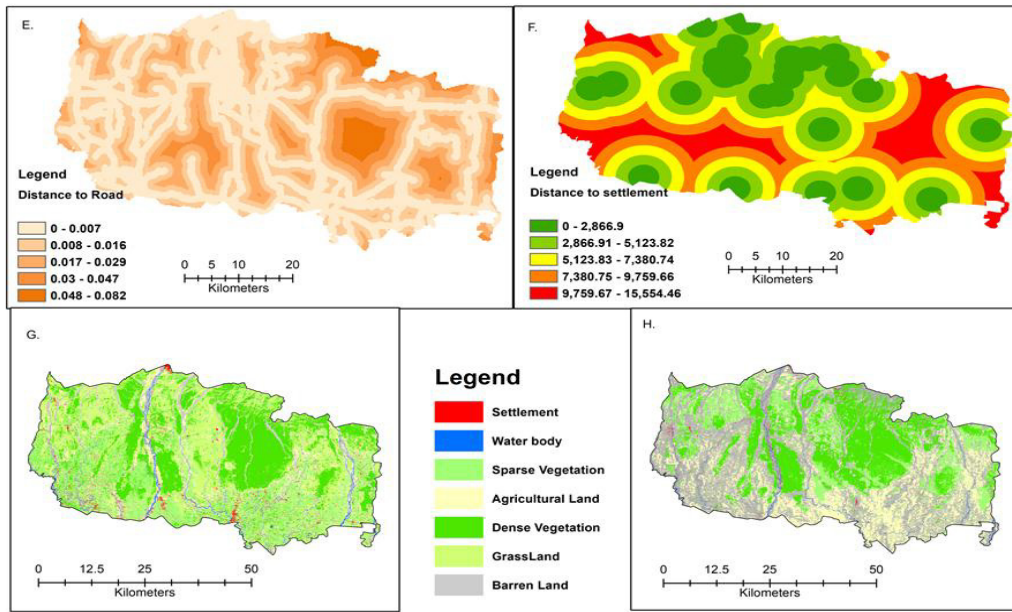 E.
Legend
Distance to Road
0 - 0.007
0.008 - 0.016
0.017 - 0.029
0.03 - 0.047
0.048 - 0.082
0 5 10 20
Kilometers
F.
Legend
Distance to settlement
0 - 2,866.9
2,866.91 - 5,123.82
5,123.83 - 7,380.74
7,380.75 - 9,759.66
9,759.67 - 15,554.46
0 5 10 20
Kilometers
G.
0 12.5 25 50
Kilometers
Legend
Settlement
Water body
Sparse Vegetation
Agricultural Land
Dense Vegetation
GrassLand
Barren Land
H.
0 12.5 25 50
Kilometers